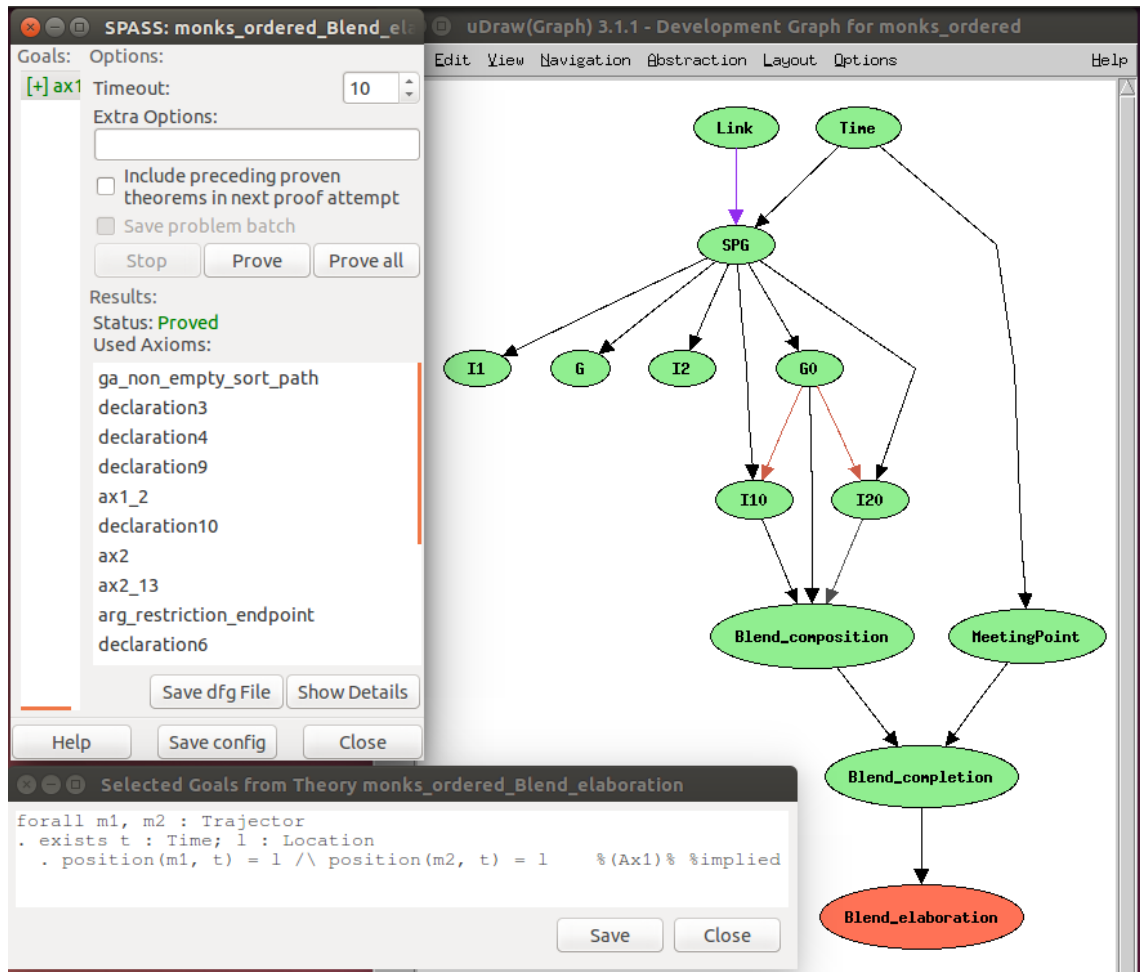 SPASS: monks_ordered_Blend_ela
Goals: Options:
[+] ax1 Timeout: 10
Extra Options:
Include preceding proven
theorems in next proof attempt
Save problem batch
Stop Prove Prove all
Results:
Status: Proved
Used Axioms:
ga_non_empty_sort_path
declaration3
declaration4
declaration9
ax1_2
declaration10
ax2
ax2_13
arg_restriction_endpoint
declaration6
Save dfg File Show Details
Help Save config Close
uDraw(Graph) 3.1.1 - Development Graph for monks_ordered
Edit View Navigation Abstraction Layout Options Help
Link Time
SPG
I1 G I2 G0
I10 I20
Blend_composition MeetingPoint
Blend_completion
Blend_elaboration
Selected Goals from Theory monks_ordered_Blend_elaboration
forall m1, m2 : Trajector
. exists t : Time; l : Location
. position(m1, t) = l /\ position(m2, t) = l %(Ax1)% %implied
Save Close